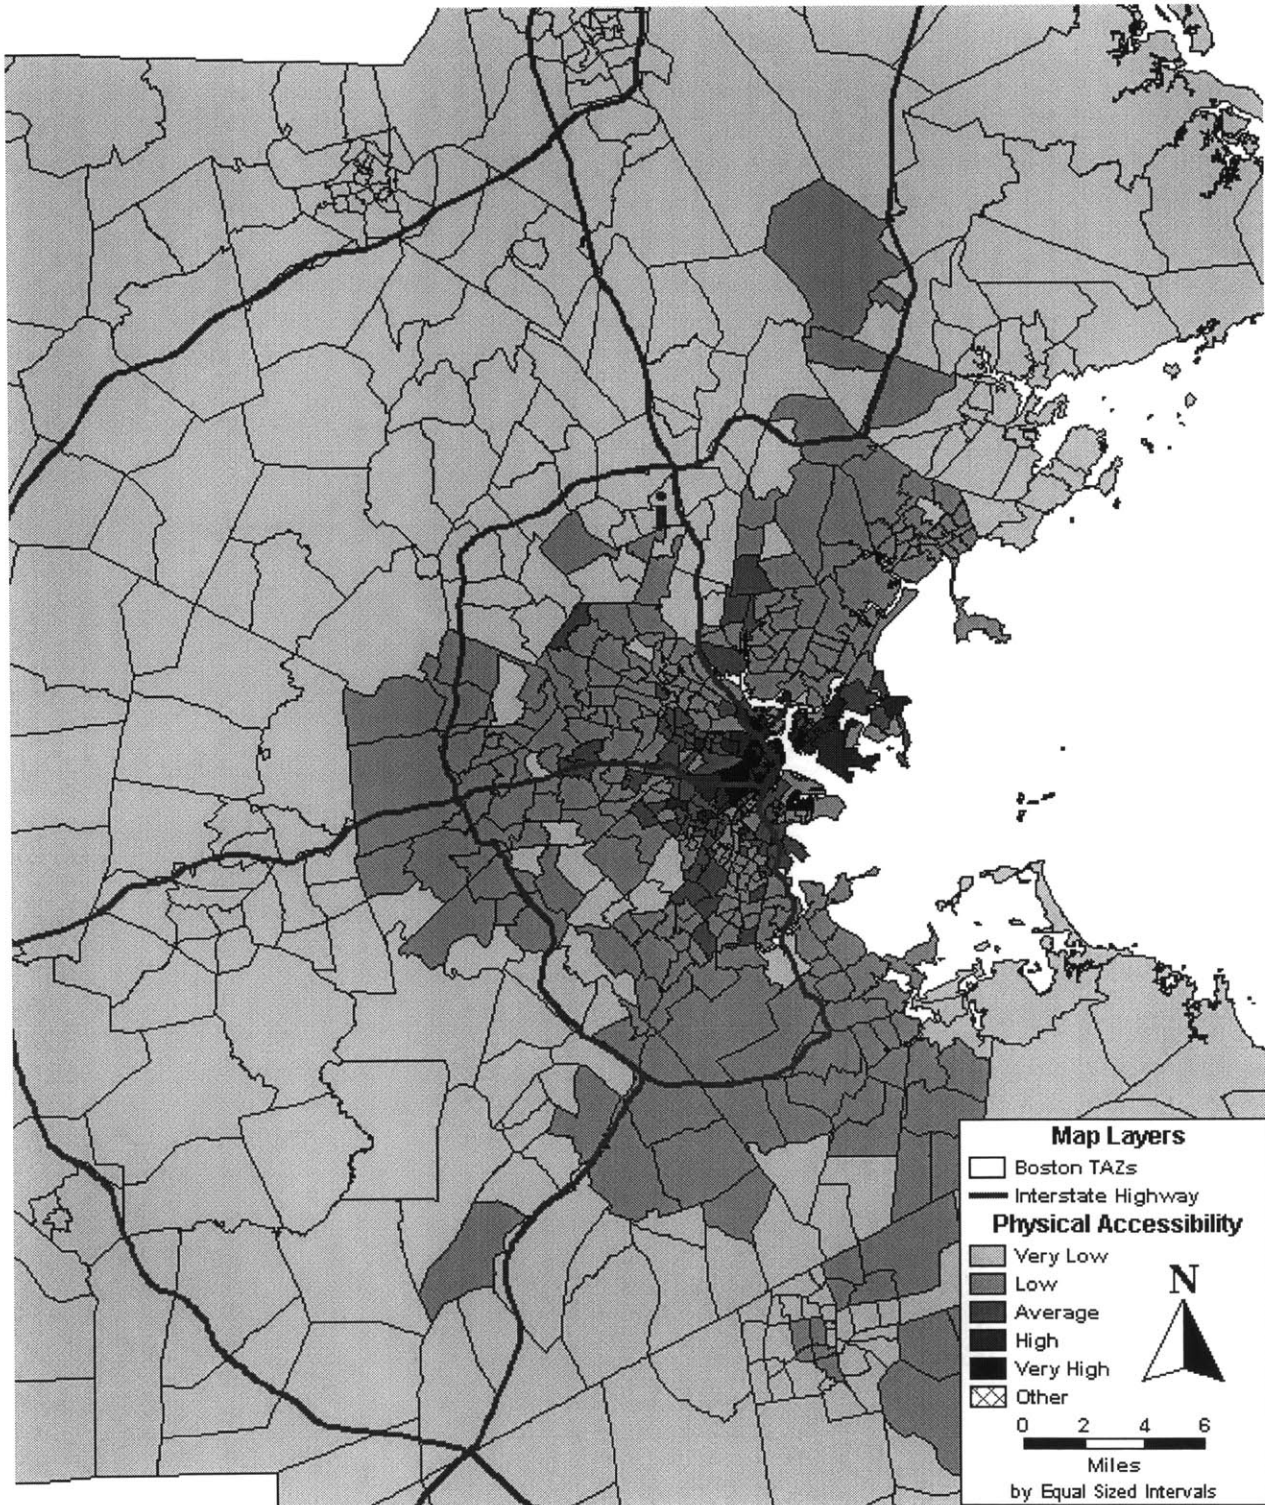 i
Map Layers
Boston TAZs
Interstate Highway
Physical Accessibility
Very Low
Low
Average
High
Very High
Other
N
0 2 4 6
Miles
by Equal Sized Intervals